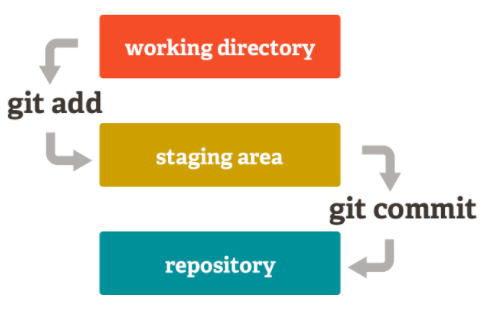 working directory
git add
staging area
git commit
repository